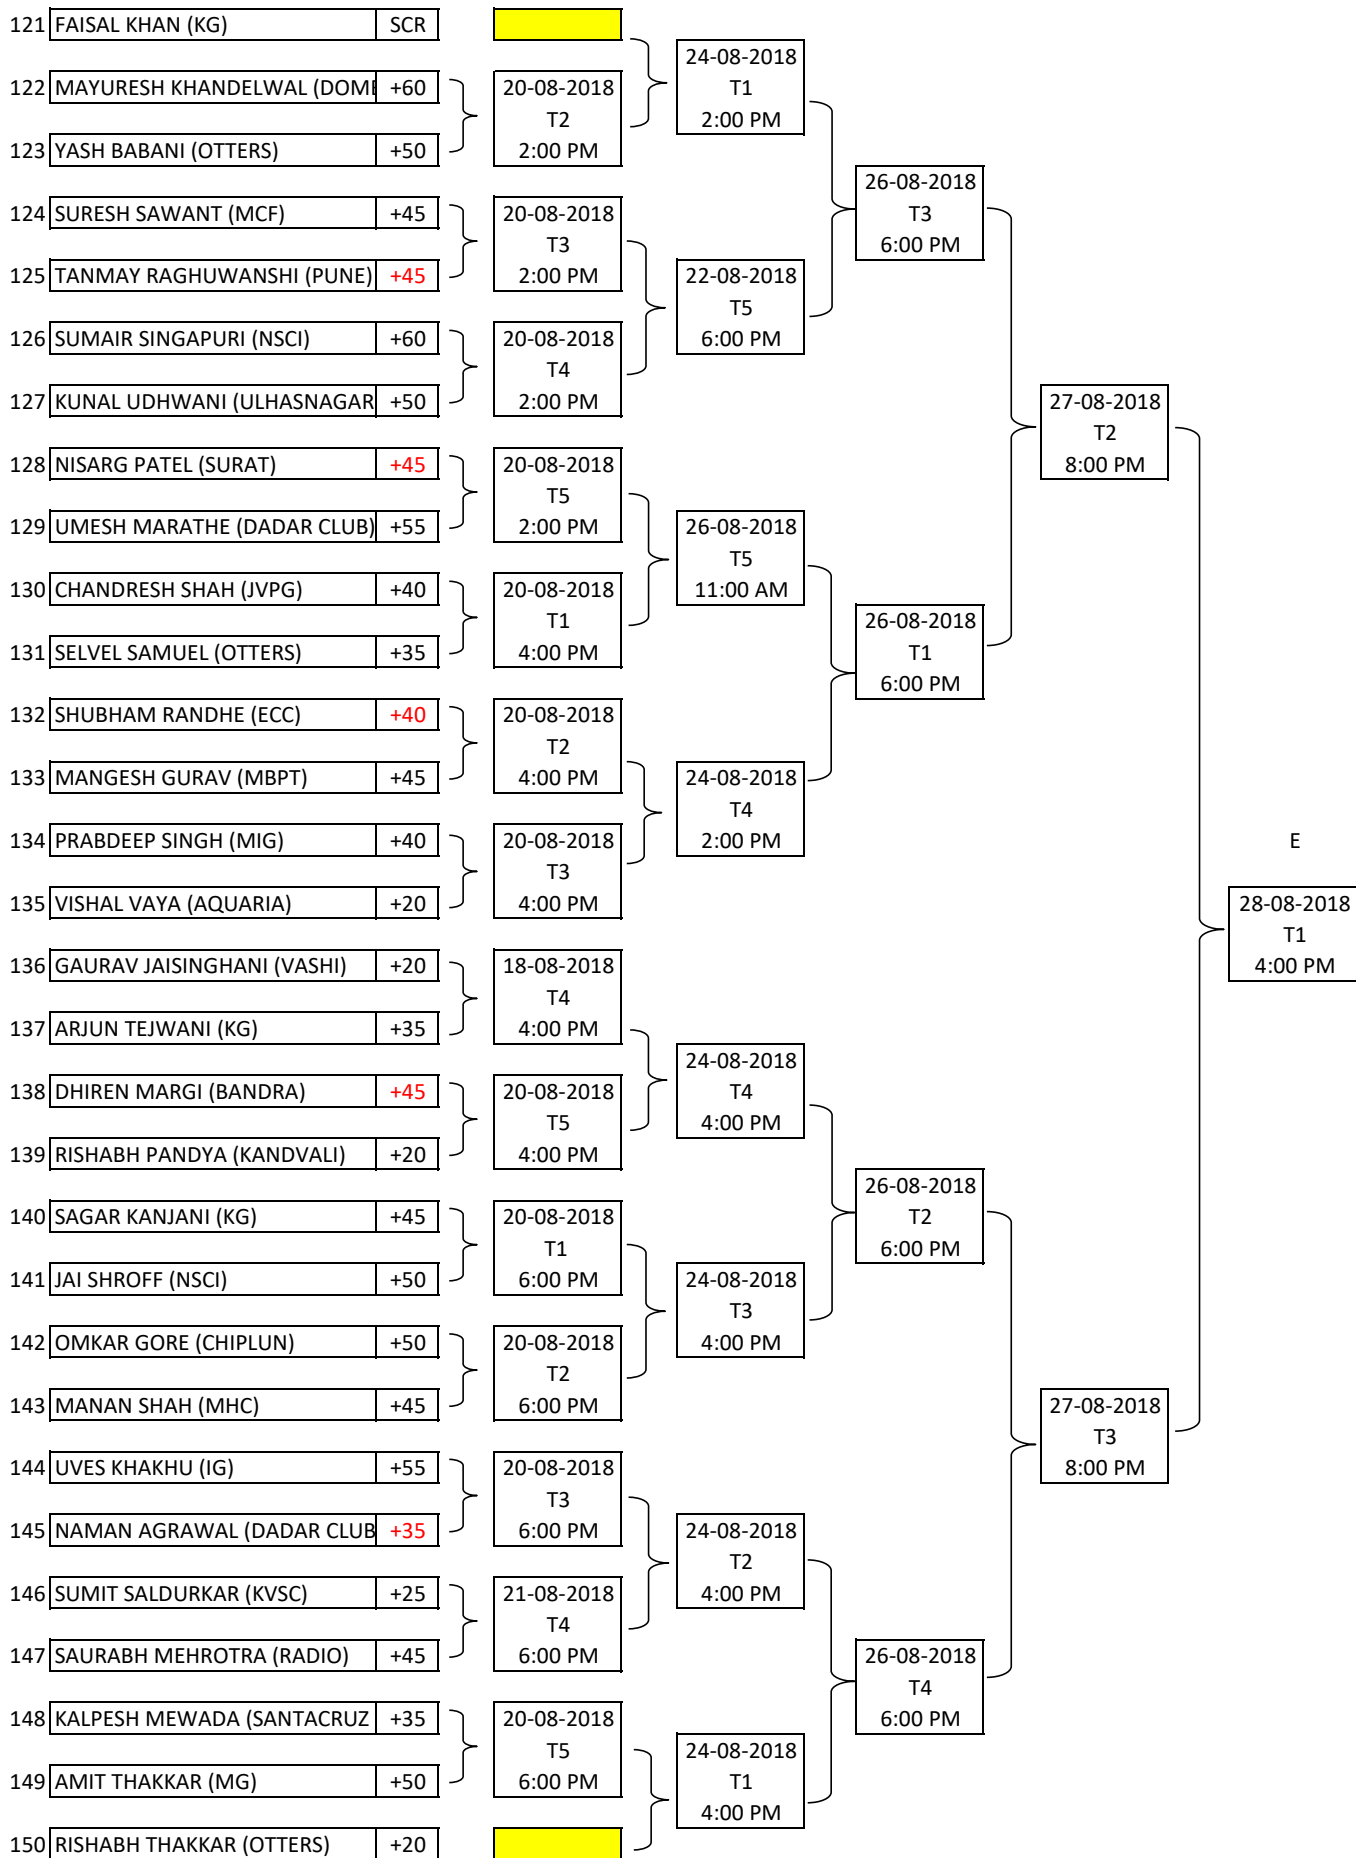 121 FAISAL KHAN (KG) SCR
24-08-2018
122 MAYURESH KHANDELWAL (DOME +60 20-08-2018 T1
T2 2:00 PM
123 YASH BABANI (OTTERS) +50 2:00 PM
26-08-2018
124 SURESH SAWANT (MCF) +45 20-08-2018 T3
T3 6:00 PM
125 TANMAY RAGHUWANSHI (PUNE) +45 2:00 PM 22-08-2018
T5
126 SUMAIR SINGAPURI (NSCI) +60 20-08-2018 6:00 PM
T4
127 KUNAL UDHWANI (ULHASNAGAR +50 2:00 PM 27-08-2018
T2
128 NISARG PATEL (SURAT) +45 20-08-2018 8:00 PM
T5
129 UMESH MARATHE (DADAR CLUB) +55 2:00 PM 26-08-2018
T5
130 CHANDRESH SHAH (JVPG) +40 20-08-2018 11:00 AM
T1 26-08-2018
131 SELVEL SAMUEL (OTTERS) +35 4:00 PM T1
6:00 PM
132 SHUBHAM RANDHE (ECC) +40 20-08-2018
T2
133 MANGESH GURAV (MBPT) +45 4:00 PM 24-08-2018
T4
134 PRABDEEP SINGH (MIG) +40 20-08-2018 2:00 PM E
T3
135 VISHAL VAYA (AQUARIA) +20 4:00 PM 28-08-2018
T1
136 GAURAV JAISINGHANI (VASHI) +20 18-08-2018 4:00 PM
T4
137 ARJUN TEJWANI (KG) +35 4:00 PM
24-08-2018
138 DHIREN MARGI (BANDRA) +45 20-08-2018 T4
T5 4:00 PM
139 RISHABH PANDYA (KANDVALI) +20 4:00 PM
26-08-2018
140 SAGAR KANJANI (KG) +45 20-08-2018 T2
T1 6:00 PM
141 JAI SHROFF (NSCI) +50 6:00 PM 24-08-2018
T3
142 OMKAR GORE (CHIPLUN) +50 20-08-2018 4:00 PM
T2
143 MANAN SHAH (MHC) +45 6:00 PM 27-08-2018
T3
144 UVES KHAKHU (IG) +55 20-08-2018 8:00 PM
T3
145 NAMAN AGRAWAL (DADAR CLUB +35 6:00 PM 24-08-2018
T2
146 SUMIT SALDURKAR (KVSC) +25 21-08-2018 4:00 PM
T4
147 SAURABH MEHROTRA (RADIO) +45 6:00 PM 26-08-2018
T4
148 KALPESH MEWADA (SANTACRUZ +35 20-08-2018 6:00 PM
T5 24-08-2018
149 AMIT THAKKAR (MG) +50 6:00 PM T1
4:00 PM
150 RISHABH THAKKAR (OTTERS) +20